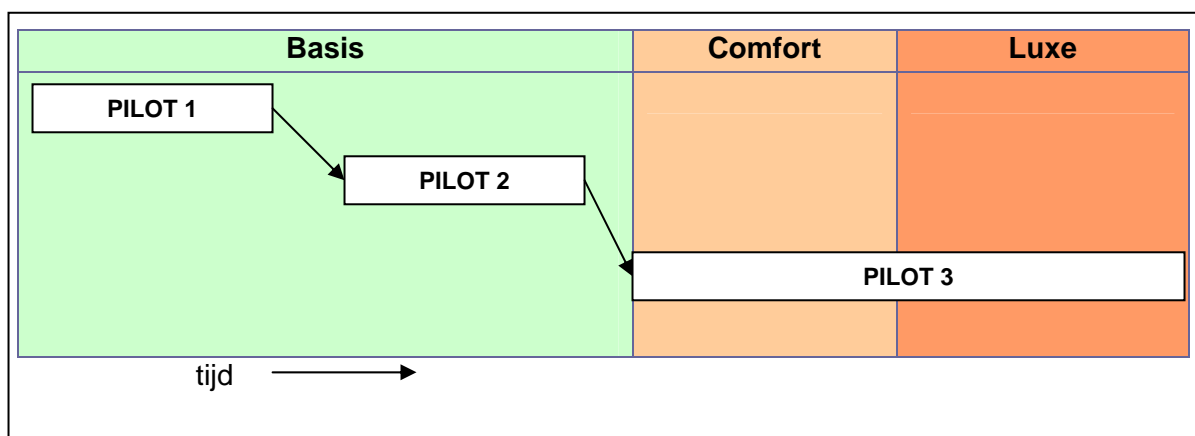 Basis
Comfort
Luxe
PILOT 1
PILOT 2
PILOT 3
tijd